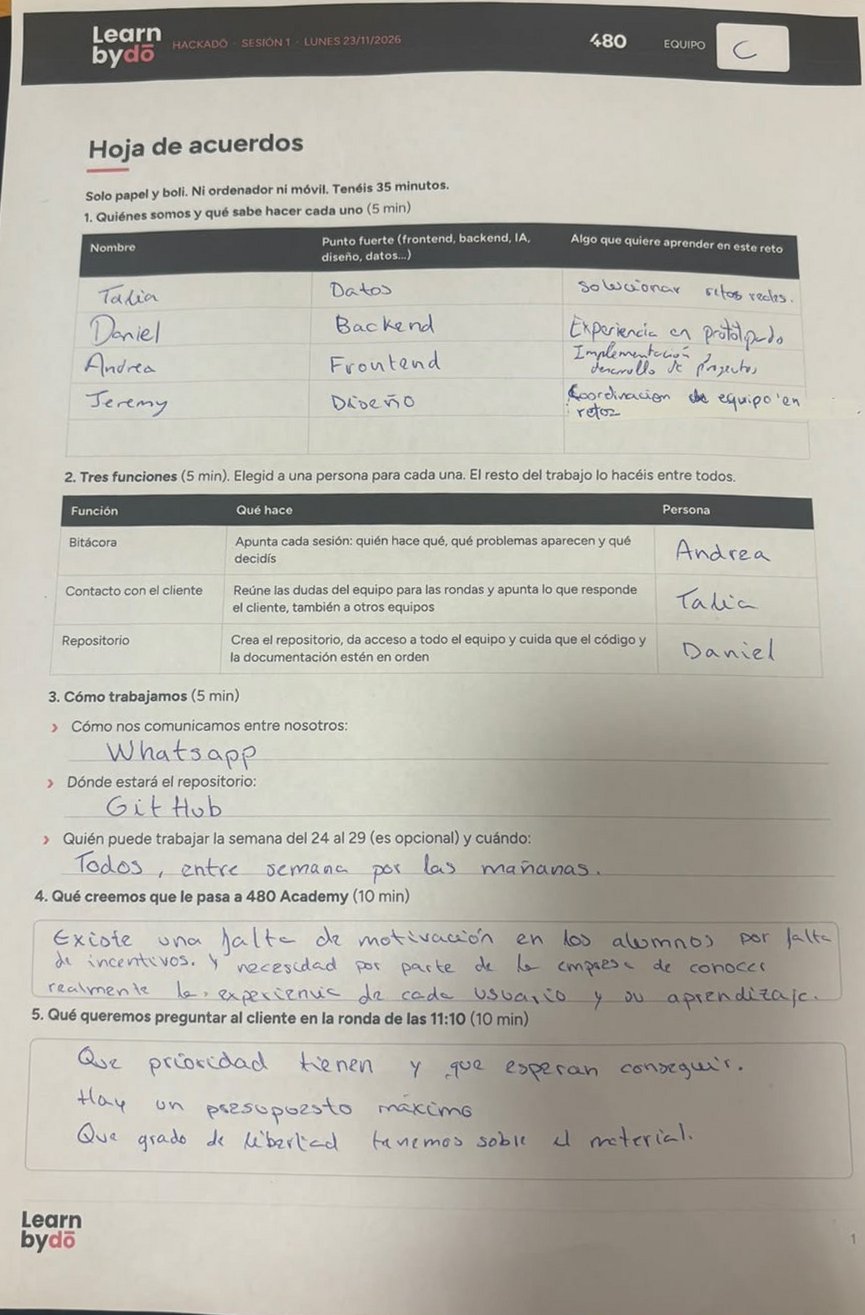 Learn
bydō
HACKADŌ · SESIÓN 1 · LUNES 23/11/2026
480
EQUIPO
C
Hoja de acuerdos
Solo papel y boli. Ni ordenador ni móvil. Tenéis 35 minutos.
1. Quiénes somos y qué sabe hacer cada uno (5 min)
Nombre
Punto fuerte (frontend, backend, IA,
diseño, datos...)
Algo que quiere aprender en este reto
Talia
Datos
Solucionar retos reales.
Daniel
Backend
Experiencia en prototipado
Andrea
Frontend
Implementación y
desarrollo de proyectos
Jeremy
Diseño
Coordinacion de equipo en
retos
2. Tres funciones (5 min). Elegid a una persona para cada una. El resto del trabajo lo hacéis entre todos.
Función
Qué hace
Persona
Bitácora
Apunta cada sesión: quién hace qué, qué problemas aparecen y qué
decidís
Andrea
Contacto con el cliente
Reúne las dudas del equipo para las rondas y apunta lo que responde
el cliente, también a otros equipos
Talia
Repositorio
Crea el repositorio, da acceso a todo el equipo y cuida que el código y
la documentación estén en orden
Daniel
3. Cómo trabajamos (5 min)
› Cómo nos comunicamos entre nosotros:
Whatsapp
› Dónde estará el repositorio:
GitHub
› Quién puede trabajar la semana del 24 al 29 (es opcional) y cuándo:
Todos, entre semana por las mañanas.
4. Qué creemos que le pasa a 480 Academy (10 min)
Existe una falta de motivación en los alumnos por falta
de incentivos. Y necesidad por parte de la empresa de conocer
realmente la experiencia de cada usuario y su aprendizaje.
5. Qué queremos preguntar al cliente en la ronda de las 11:10 (10 min)
Que prioridad tienen y que esperan conseguir.
Hay un presupuesto máximo
Que grado de libertad tenemos sobre el material.
Learn
bydō
1